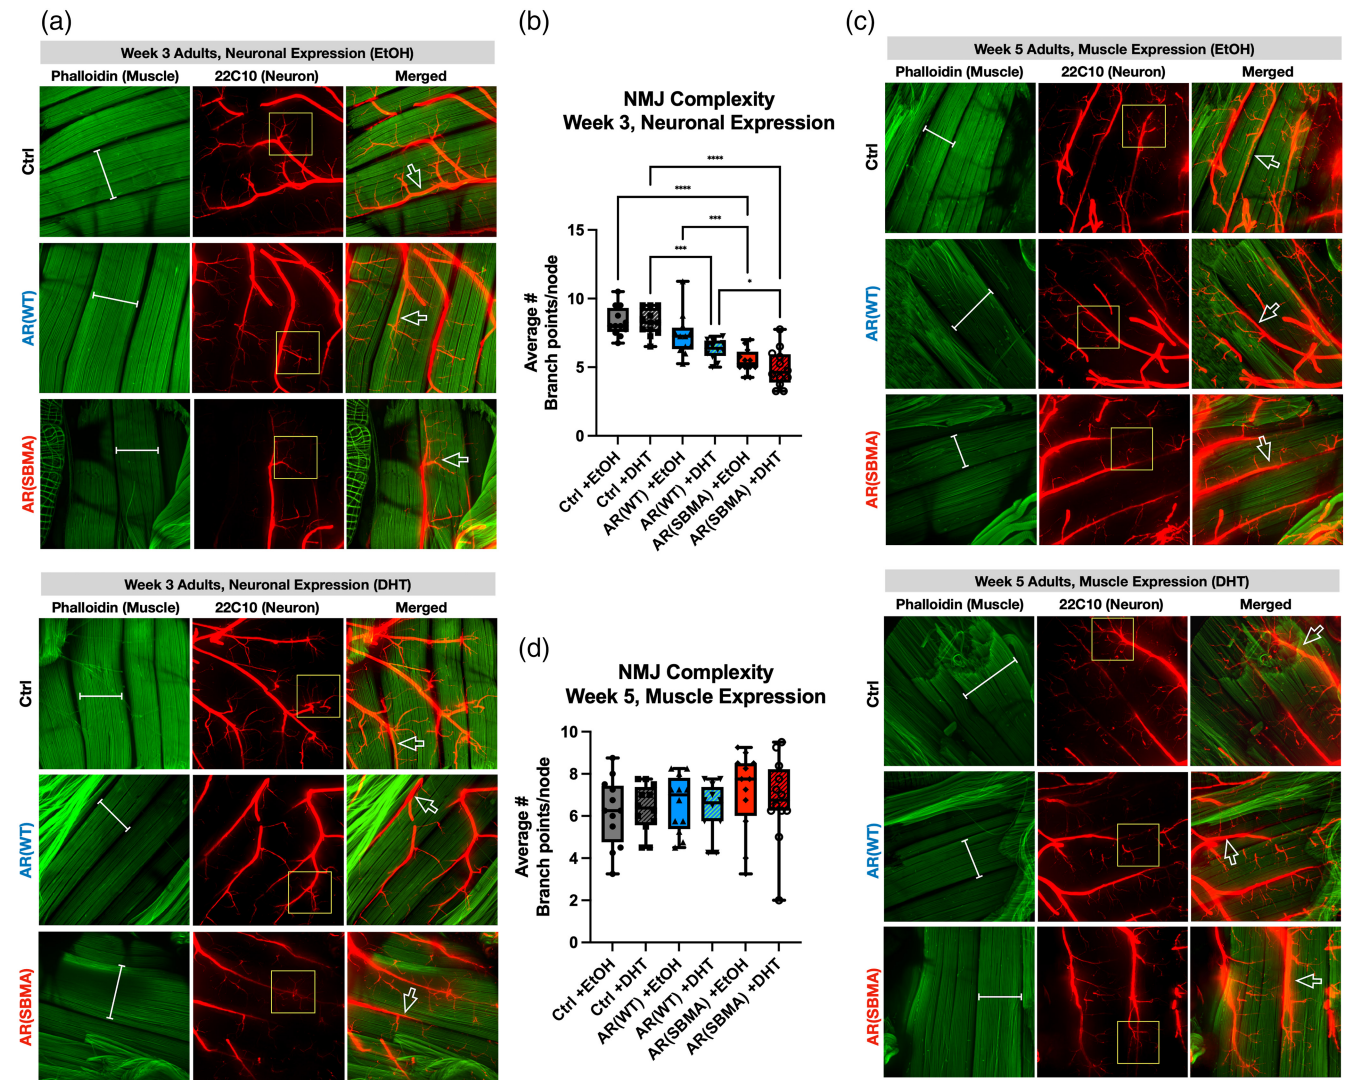 (a)
Week 3 Adults, Neuronal Expression (EtOH)
Phalloidin (Muscle) 22C10 (Neuron) Merged
Ctrl
AR(WT)
AR(SBMA)
Week 3 Adults, Neuronal Expression (DHT)
Phalloidin (Muscle) 22C10 (Neuron) Merged
Ctrl
AR(WT)
AR(SBMA)
(b)
NMJ Complexity
Week 3, Neuronal Expression
****
****
***
***
*
Average #
Branch points/node
15
10
5
0
Ctrl +EtOH
Ctrl +DHT
AR(WT) +EtOH
AR(WT) +DHT
AR(SBMA) +EtOH
AR(SBMA) +DHT
(c)
Week 5 Adults, Muscle Expression (EtOH)
Phalloidin (Muscle) 22C10 (Neuron) Merged
Ctrl
AR(WT)
AR(SBMA)
Week 5 Adults, Muscle Expression (DHT)
Phalloidin (Muscle) 22C10 (Neuron) Merged
Ctrl
AR(WT)
AR(SBMA)
(d)
NMJ Complexity
Week 5, Muscle Expression
Average #
Branch points/node
10
8
6
4
2
0
Ctrl +EtOH
Ctrl +DHT
AR(WT) +EtOH
AR(WT) +DHT
AR(SBMA) +EtOH
AR(SBMA) +DHT